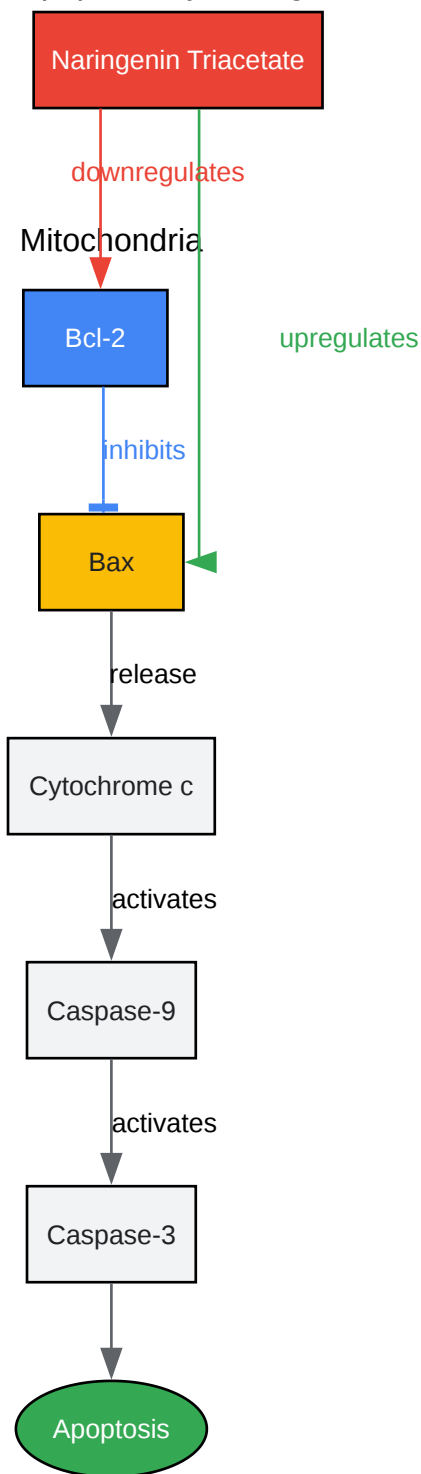 Naringenin Triacetate
downregulates
Mitochondria
Bcl-2
upregulates
inhibits
Bax
release
Cytochrome c
activates
Caspase-9
activates
Caspase-3
Apoptosis